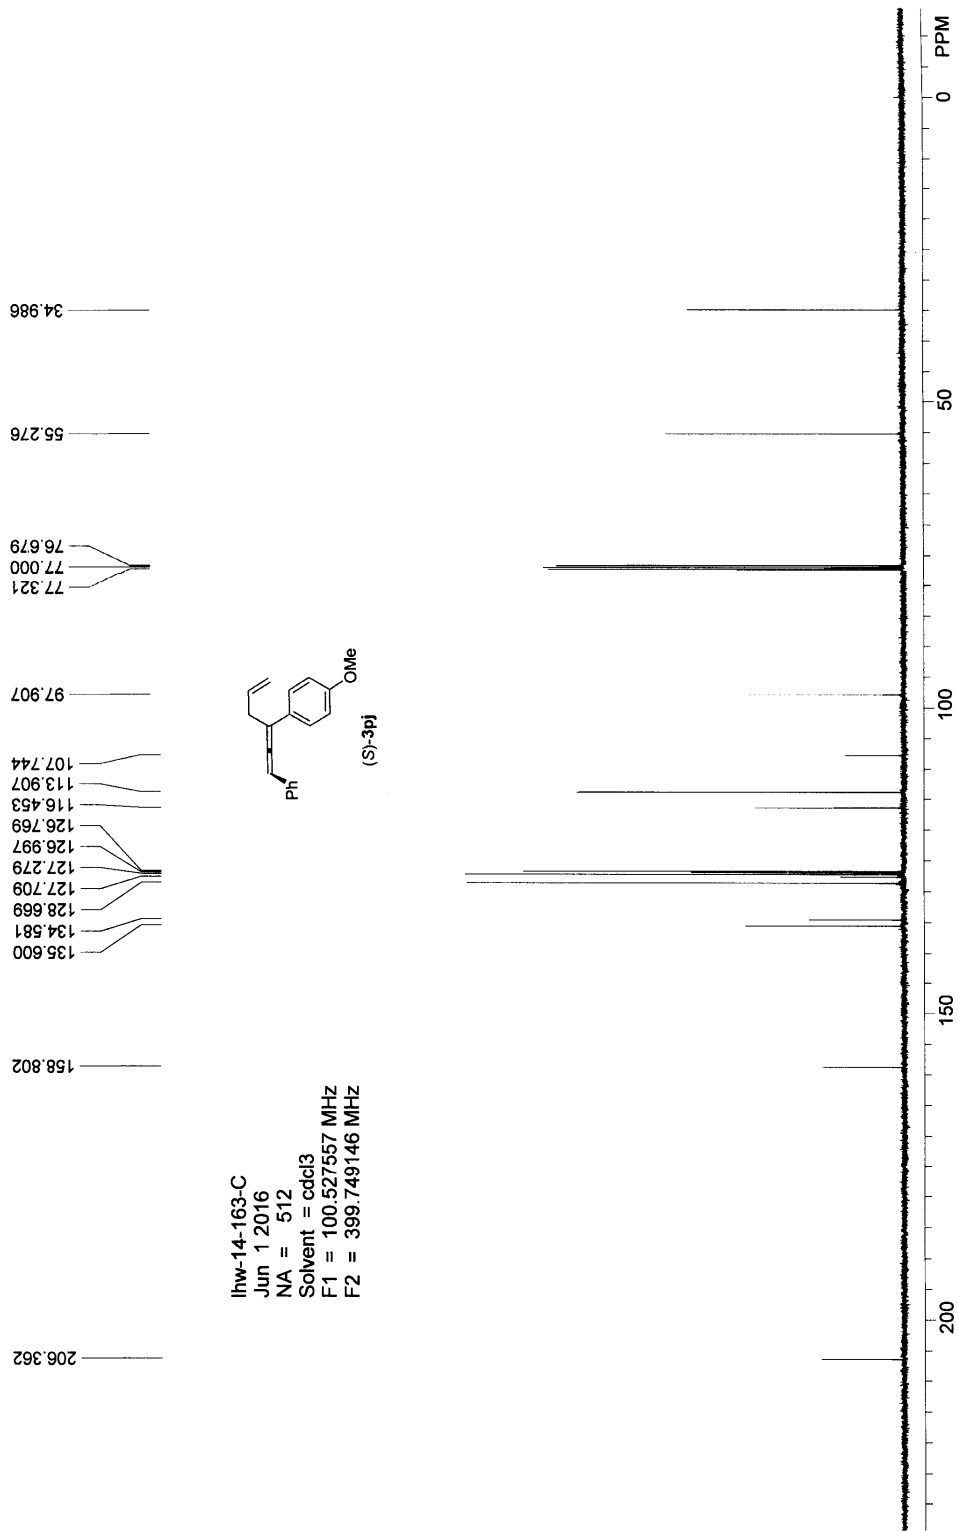 206.362
158.802
135.600
134.581
128.669
127.709
127.279
126.997
126.769
116.453
113.907
107.744
97.907
77.321
77.000
76.679
55.276
34.986
lhw-14-163-C
Jun 1 2016
NA = 512
Solvent = cdcl3
F1 = 100.527557 MHz
F2 = 399.749146 MHz
Ph
OMe
(S)-3pj
200
150
100
50
0
PPM